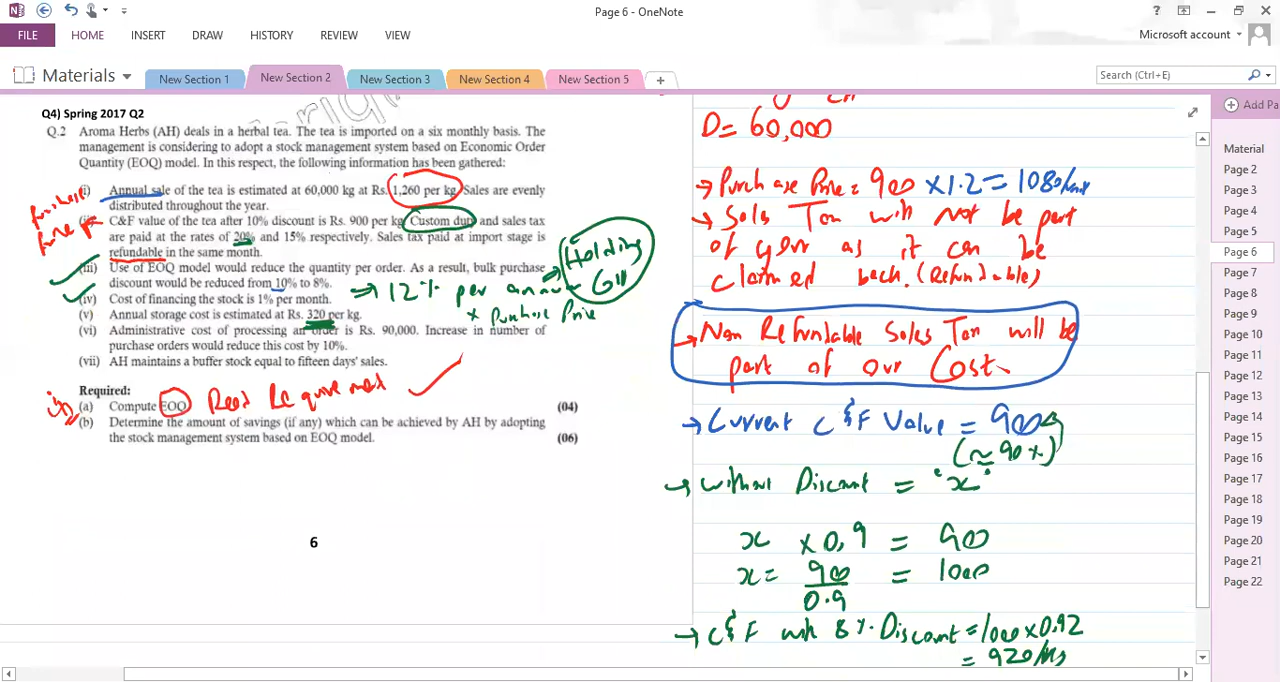 Page 6 - OneNote
FILE HOME INSERT DRAW HISTORY REVIEW VIEW
Microsoft account
Materials New Section 1 New Section 2 New Section 3 New Section 4 New Section 5
Search (Ctrl+E)
Add Pa
Material
Page 2
Page 3
Page 4
Page 5
Page 6
Page 7
Page 8
Page 9
Page 10
Page 11
Page 12
Page 13
Page 14
Page 15
Page 16
Page 17
Page 18
Page 19
Page 20
Page 21
Page 22
Q4) Spring 2017 Q2
Q.2 Aroma Herbs (AH) deals in a herbal tea. The tea is imported on a six monthly basis. The
management is considering to adopt a stock management system based on Economic Order
Quantity (EOQ) model. In this respect, the following information has been gathered:
(i) Annual sale of the tea is estimated at 60,000 kg at Rs. 1,260 per kg. Sales are evenly
distributed throughout the year.
C&F value of the tea after 10% discount is Rs. 900 per kg. Custom duty and sales tax
are paid at the rates of 20% and 15% respectively. Sales tax paid at import stage is
refundable in the same month.
(iii) Use of EOQ model would reduce the quantity per order. As a result, bulk purchase
discount would be reduced from 10% to 8%.
(iv) Cost of financing the stock is 1% per month.
(v) Annual storage cost is estimated at Rs. 320 per kg.
(vi) Administrative cost of processing an order is Rs. 90,000. Increase in number of
purchase orders would reduce this cost by 10%.
(vii) AH maintains a buffer stock equal to fifteen days' sales.
Required:
(a) Compute EOQ (04)
(b) Determine the amount of savings (if any) which can be achieved by AH by adopting
the stock management system based on EOQ model. (06)
6
Purchase
Price
Holding
12% per annum
x Purchase Price
Read Requirement
D= 60,000
→ Purchase Price = 900 x 1.2 = 1080/
→ Sales Tax will not be part
of as it can be
claimed back. (Refundable)
→ Non Refundable Sales Tax will be
part of our Cost
→ Current C&F Value = 900
(≈ 90 x)
→ without Discount = 'x'
x x 0.9 = 900
x = 900 = 1000
0.9
→ C&F with 8% Discount = 1000 x 0.92
= 920/